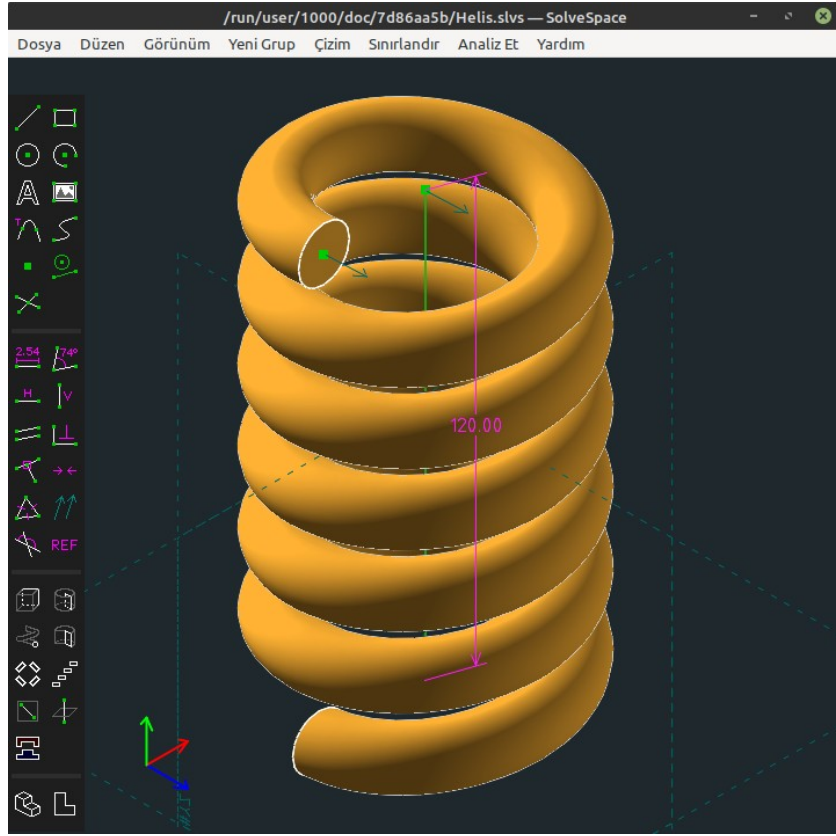 /run/user/1000/doc/7d86aa5b/Helis.slvs — SolveSpace
Dosya Düzen Görünüm Yeni Grup Çizim Sınırlandır Analiz Et Yardım
A
T
2.54 74°
H V
REF
120.00